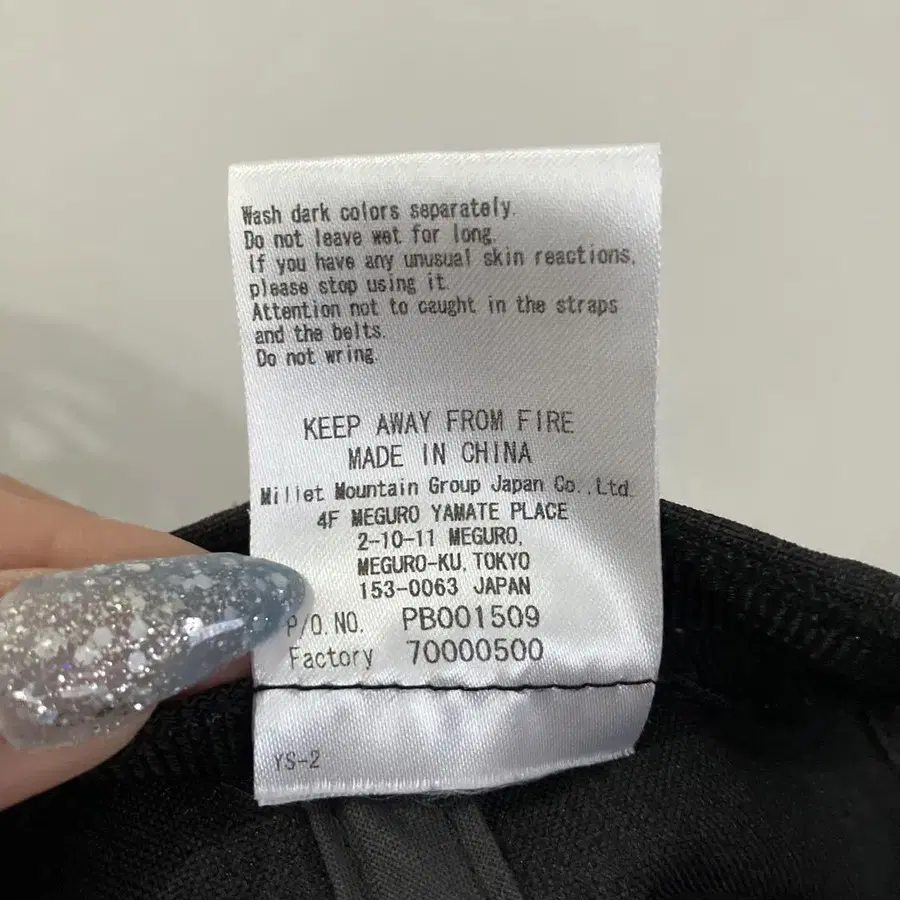 Wash dark colors separately.
Do not leave wet for long.
If you have any unusual skin reactions,
please stop using it.
Attention not to caught in the straps
and the belts.
Do not wring.
KEEP AWAY FROM FIRE
MADE IN CHINA
Millet Mountain Group Japan Co.,Ltd.
4F MEGURO YAMATE PLACE
2-10-11 MEGURO,
MEGURO-KU,TOKYO
153-0063 JAPAN
P/O.NO. PB001509
Factory 70000500
YS-2